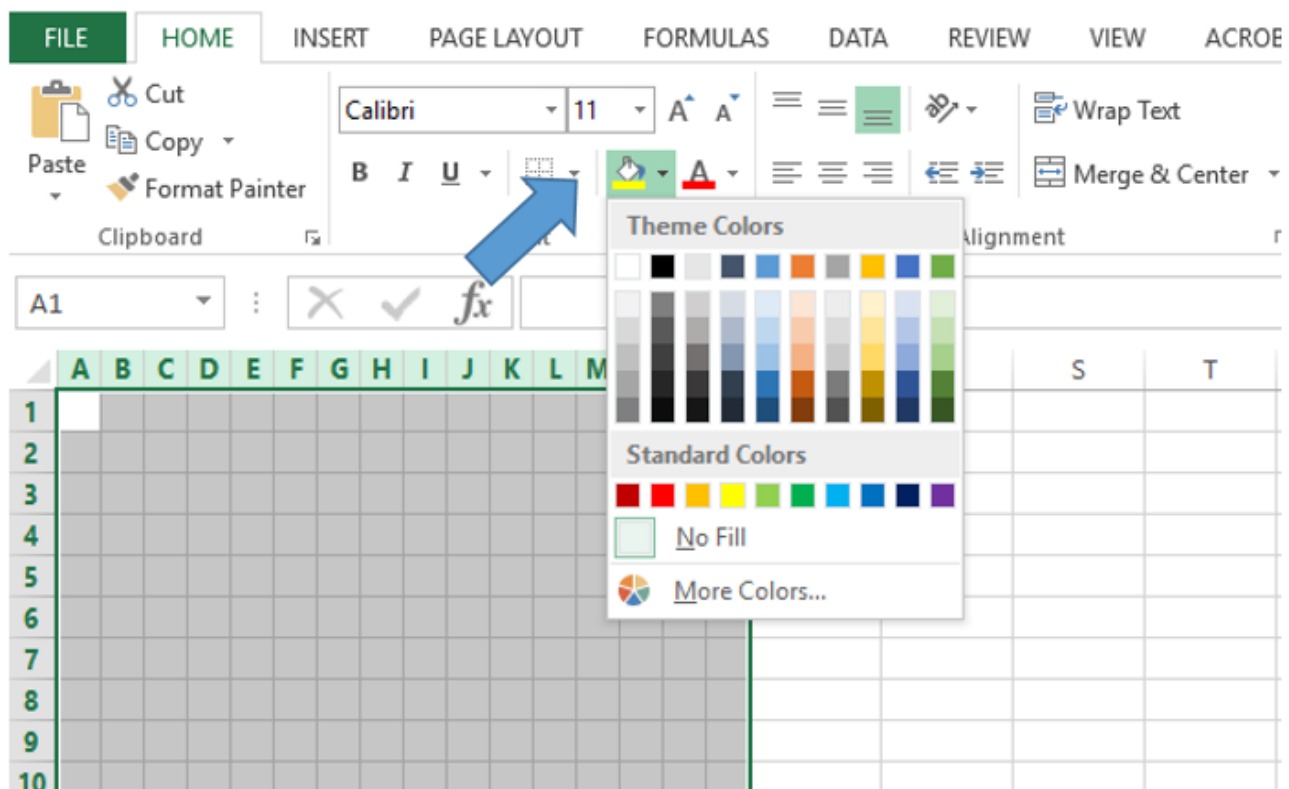 FILE HOME INSERT PAGE LAYOUT FORMULAS DATA REVIEW VIEW ACROB
Cut
Copy
Format Painter
Paste
Calibri 11 A A
Wrap Text
B I U A
Merge & Center
Clipboard
Alignment
Theme Colors
A1 fx
A B C D E F G H I J K L M S T
1
2
3
4
5
6
7
8
9
10
Standard Colors
No Fill
More Colors...